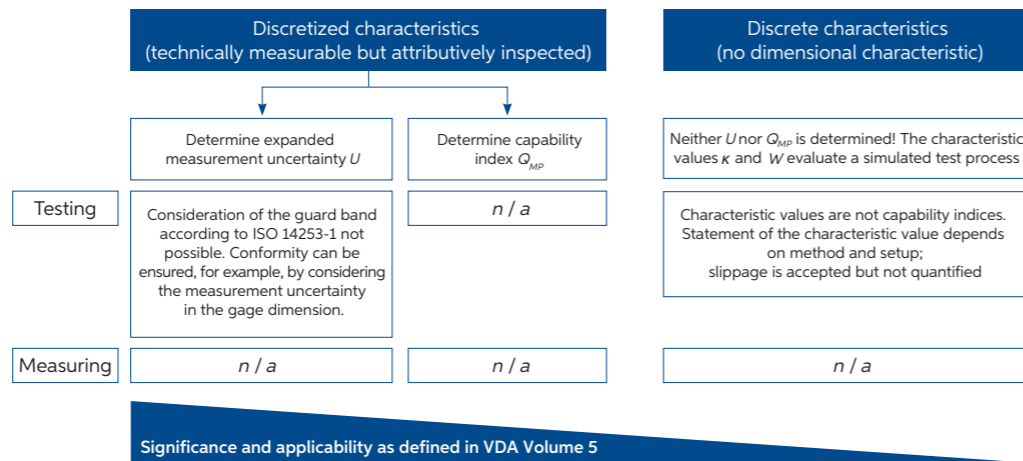 Discretized characteristics
(technically measurable but attributively inspected)
Discrete characteristics
(no dimensional characteristic)
Determine expanded
measurement uncertainty U
Determine capability
index Q_MP
Neither U nor Q_MP is determined! The characteristic
values κ and W evaluate a simulated test process
Testing
Consideration of the guard band
according to ISO 14253-1 not
possible. Conformity can be
ensured, for example, by considering
the measurement uncertainty
in the gage dimension.
n / a
Characteristic values are not capability indices.
Statement of the characteristic value depends
on method and setup;
slippage is accepted but not quantified
Measuring
n / a
n / a
n / a
Significance and applicability as defined in VDA Volume 5